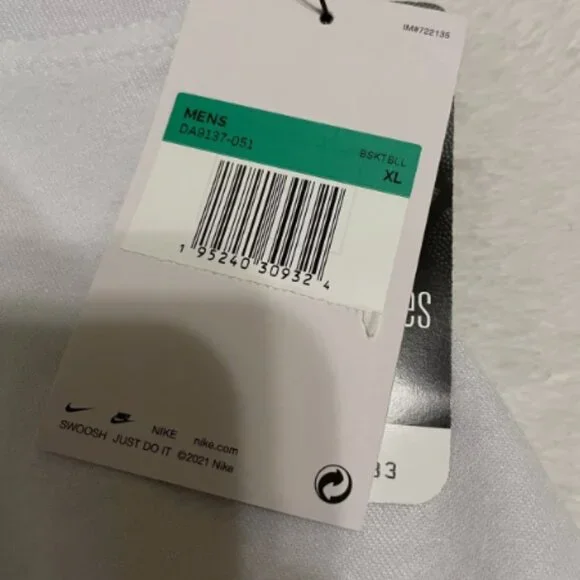 IM#722135
MENS
DA9137-051
BSKTBLL
XL
1 95240 30932 4
es
NIKE nike.com
SWOOSH JUST DO IT ©2021 Nike
33